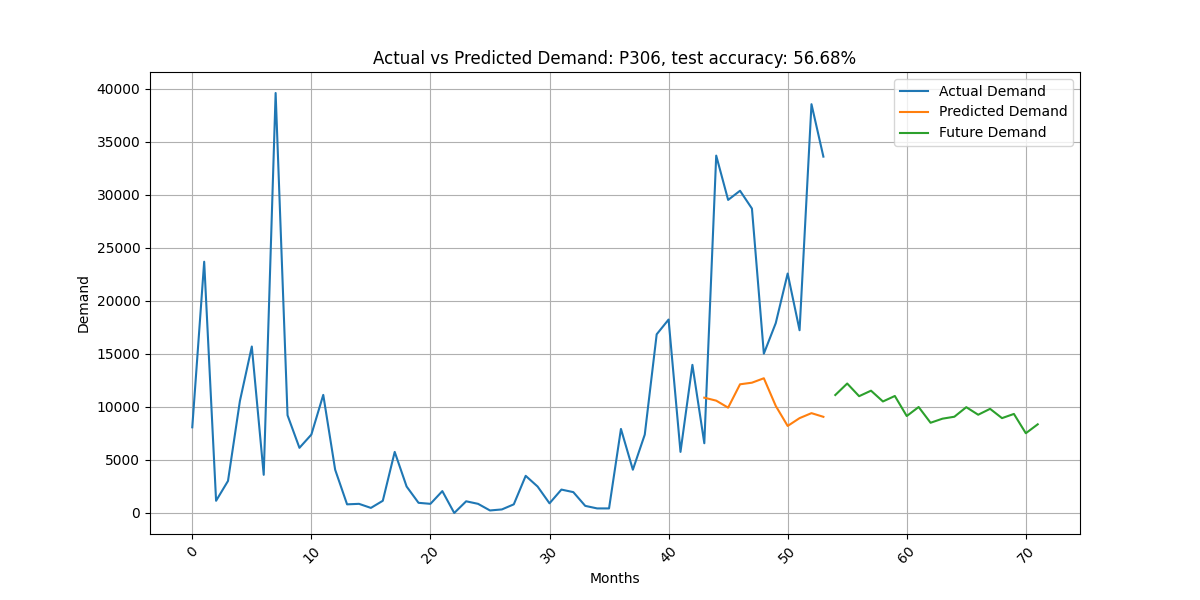 Actual vs Predicted Demand: P306, test accuracy: 56.68%
Actual Demand
Predicted Demand
Future Demand
Demand
40000
35000
30000
25000
20000
15000
10000
5000
0
0
10
20
30
40
50
60
70
Months